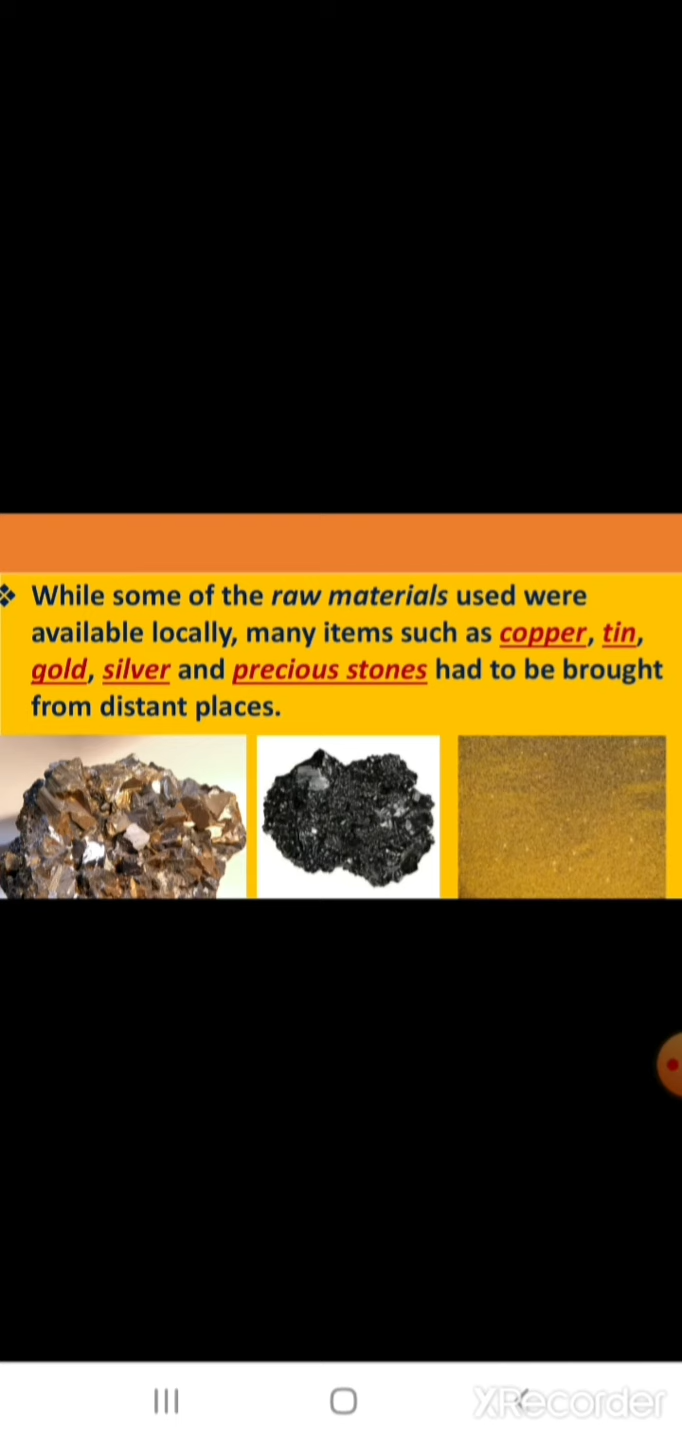 While some of the raw materials used were
available locally, many items such as copper, tin,
gold, silver and precious stones had to be brought
from distant places.
XRecorder